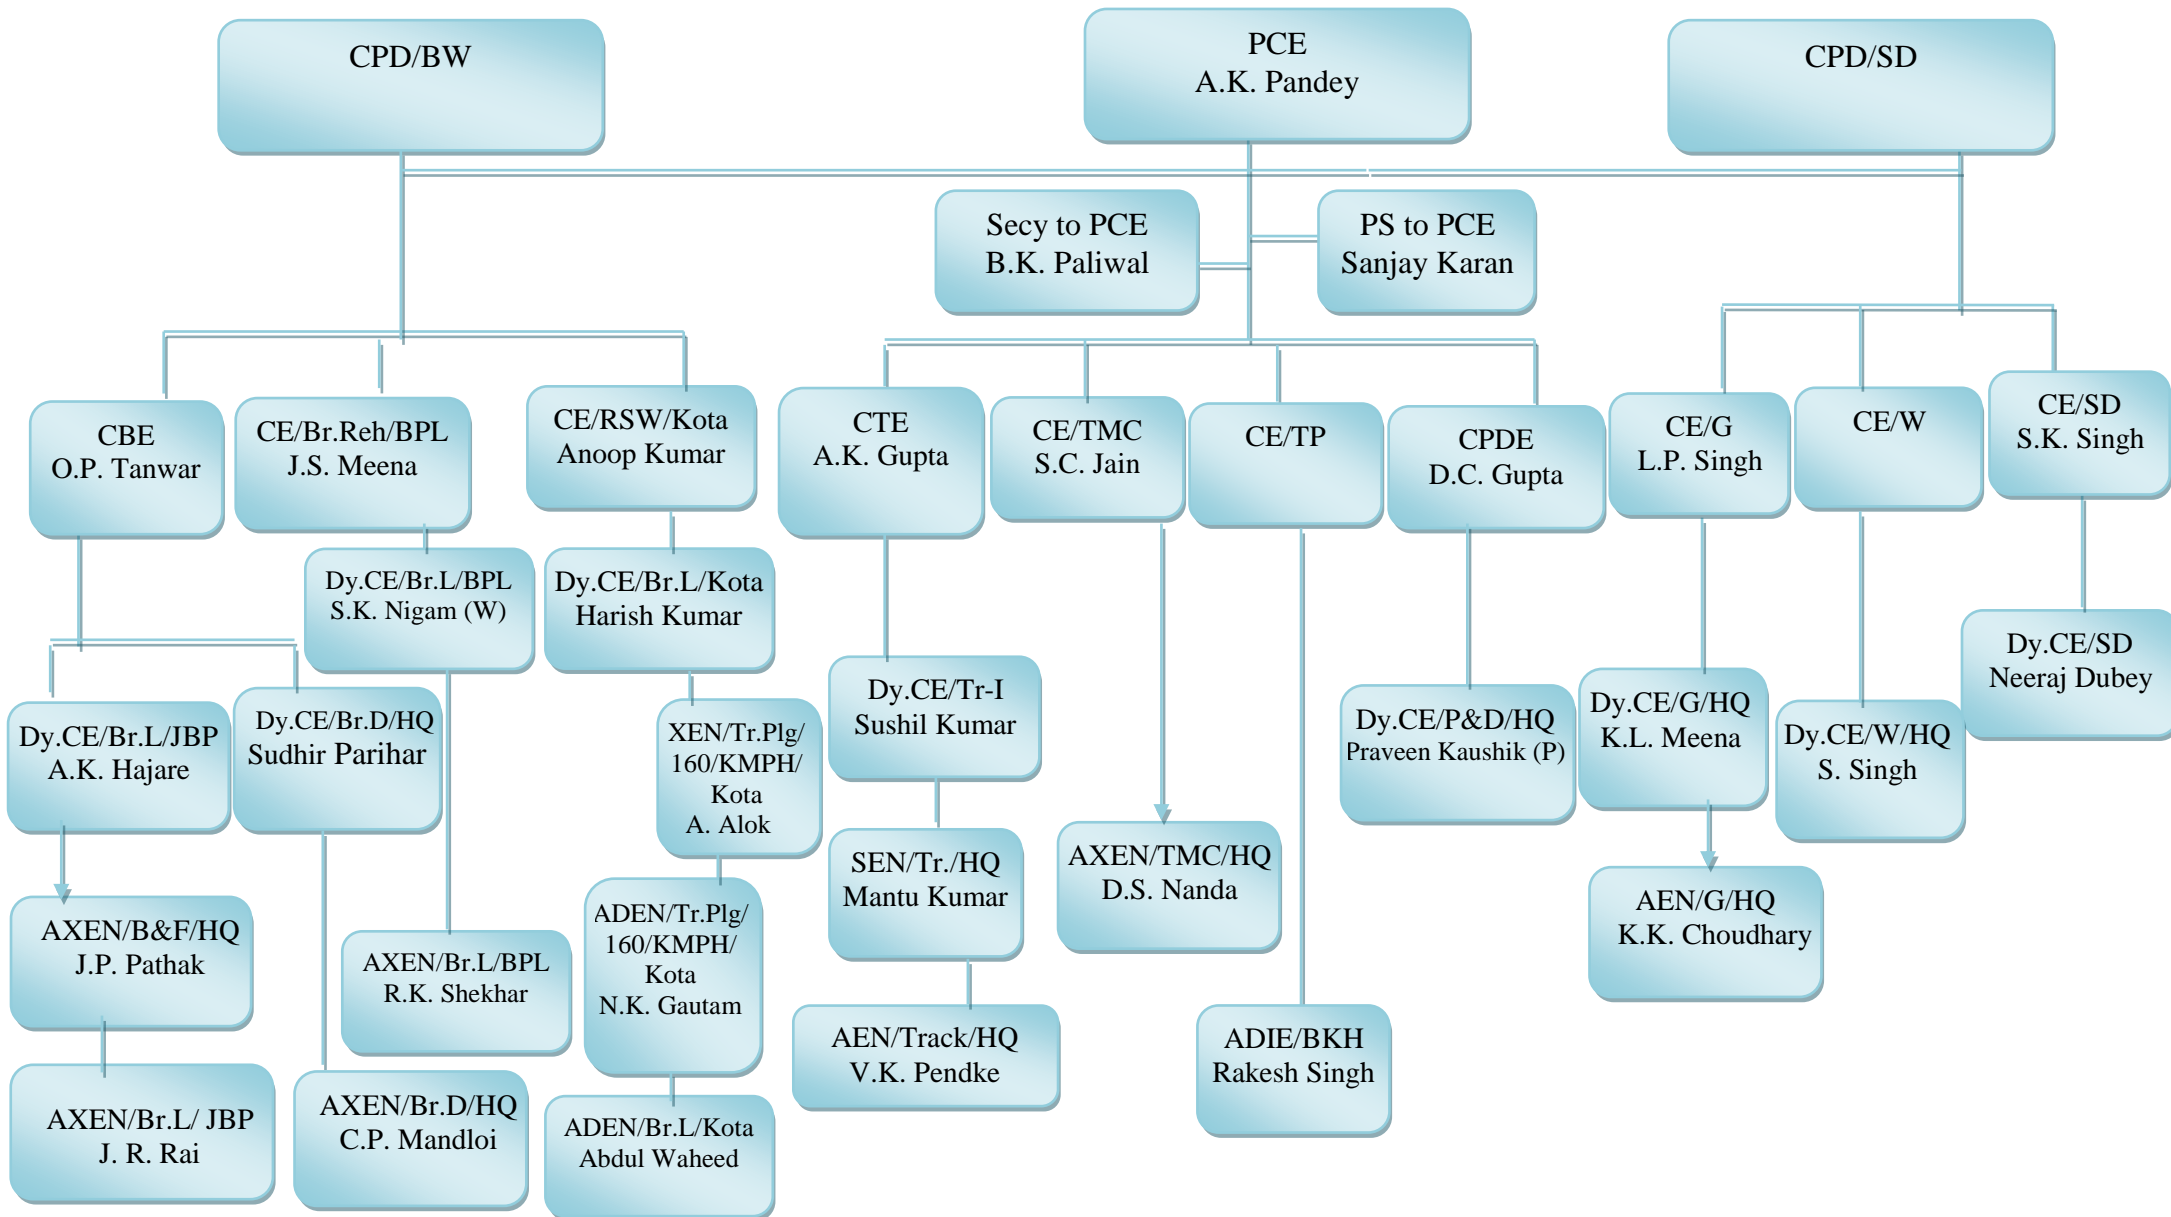 CPD/BW
PCE
A.K. Pandey
CPD/SD
Secy to PCE
B.K. Paliwal
PS to PCE
Sanjay Karan
CBE
O.P. Tanwar
CE/Br.Reh/BPL
J.S. Meena
CE/RSW/Kota
Anoop Kumar
CTE
A.K. Gupta
CE/TMC
S.C. Jain
CE/TP
CPDE
D.C. Gupta
CE/G
L.P. Singh
CE/W
CE/SD
S.K. Singh
Dy.CE/Br.L/BPL
S.K. Nigam (W)
Dy.CE/Br.L/Kota
Harish Kumar
Dy.CE/Br.L/JBP
A.K. Hajare
Dy.CE/Br.D/HQ
Sudhir Parihar
XEN/Tr.Plg/
160/KMPH/
Kota
A. Alok
Dy.CE/Tr-I
Sushil Kumar
Dy.CE/P&D/HQ
Praveen Kaushik (P)
Dy.CE/G/HQ
K.L. Meena
Dy.CE/W/HQ
S. Singh
Dy.CE/SD
Neeraj Dubey
AXEN/B&F/HQ
J.P. Pathak
AXEN/Br.L/BPL
R.K. Shekhar
ADEN/Tr.Plg/
160/KMPH/
Kota
N.K. Gautam
SEN/Tr./HQ
Mantu Kumar
AXEN/TMC/HQ
D.S. Nanda
AEN/G/HQ
K.K. Choudhary
AXEN/Br.L/ JBP
J. R. Rai
AXEN/Br.D/HQ
C.P. Mandloi
ADEN/Br.L/Kota
Abdul Waheed
AEN/Track/HQ
V.K. Pendke
ADIE/BKH
Rakesh Singh